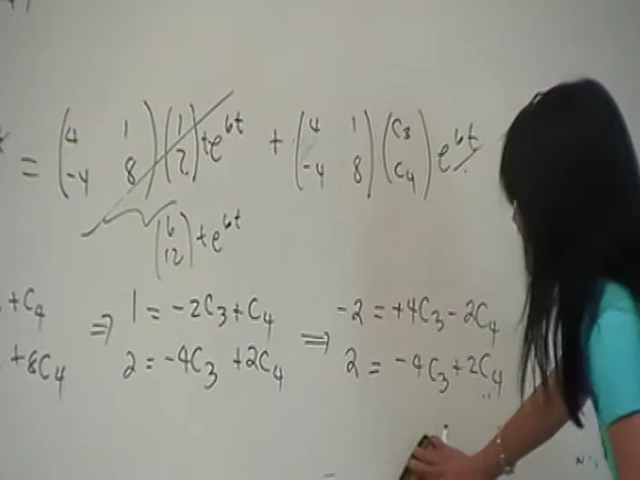 = (4 1 -4 8) (1 2) te^6t + (4 1 -4 8) (C3 C4) e^6t
(6 12) te^6t
+C4 ⇒ 1 = -2C3 + C4 ⇒ -2 = +4C3 - 2C4
+8C4 2 = -4C3 + 2C4 2 = -4C3 + 2C4